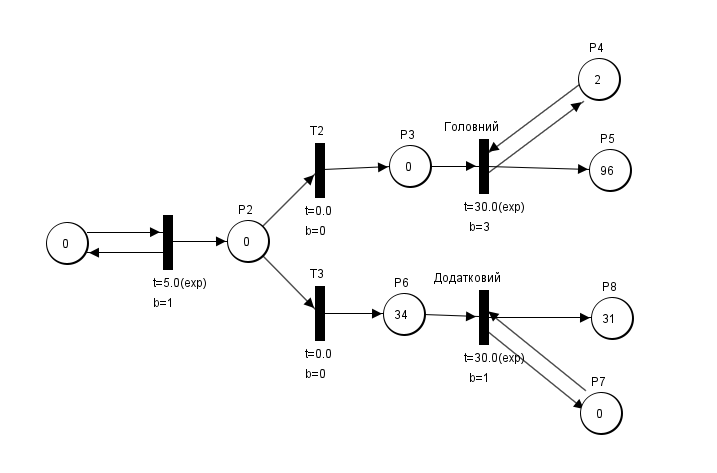 P4
2
Головний
T2
P3
P5
0
96
t=0.0
b=0
t=30.0(exp)
b=3
P2
0
0
t=5.0(exp)
b=1
T3
P6
Додатковий
P8
34
31
t=0.0
b=0
t=30.0(exp)
b=1
P7
0